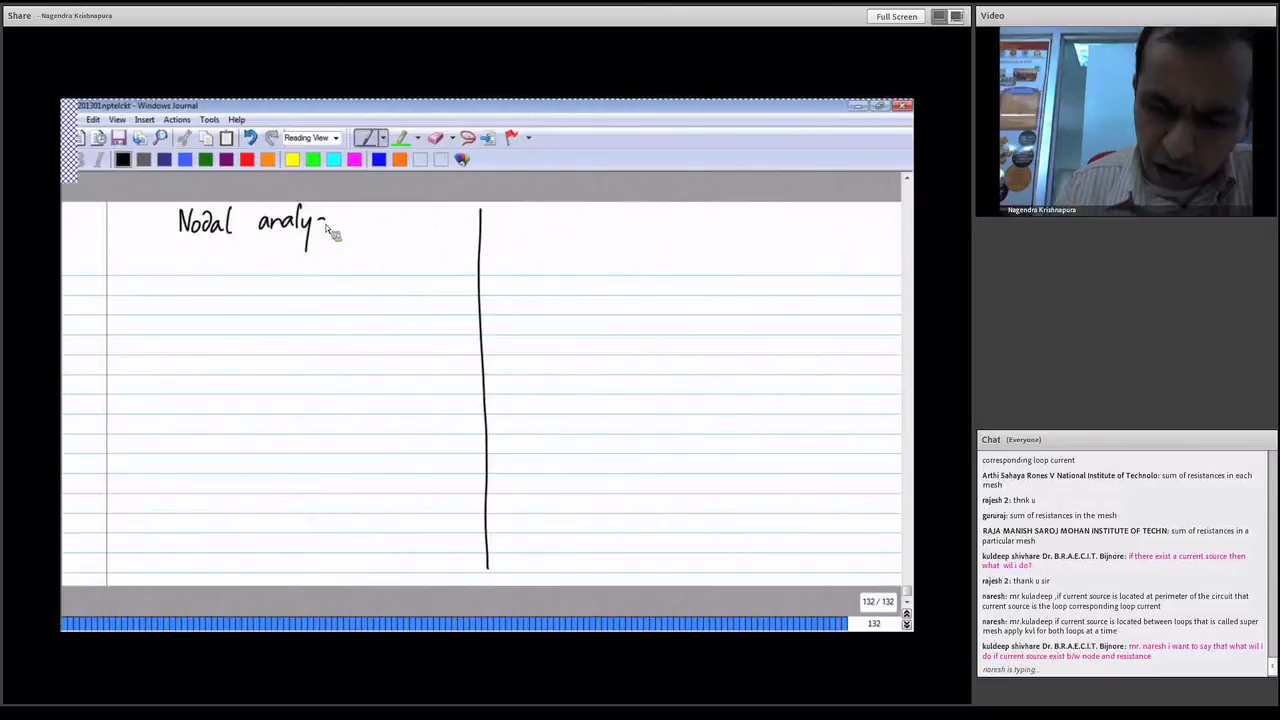 Share - Nagendra Krishnapura
Full Screen
Video
Nagendra Krishnapura
201301nptelckt - Windows Journal
Edit View Insert Actions Tools Help
Reading View
Nodal analy-
132 / 132
132
Chat (Everyone)
corresponding loop current
Arthi Sahaya Rones V National Institute of Technolo: sum of resistances in each
mesh
rajesh 2: thnk u
gururaj: sum of resistances in the mesh
RAJA MANISH SAROJ MOHAN INSTITUTE OF TECHN: sum of resistances in a
particular mesh
kuldeep shivhare Dr. B.R.A.E.C.I.T. Bijnore: if there exist a current source then
what wil i do?
rajesh 2: thank u sir
naresh: mr.kuladeep ,if current source is located at perimeter of the circuit that
current source is the loop corresponding loop current
naresh: mr.kuladeep if current source is located between loops that is called super
mesh apply kvl for both loops at a time
kuldeep shivhare Dr. B.R.A.E.C.I.T. Bijnore: mr. naresh i want to say that what wil i
do if current source exist b/w node and resistance
naresh is typing...